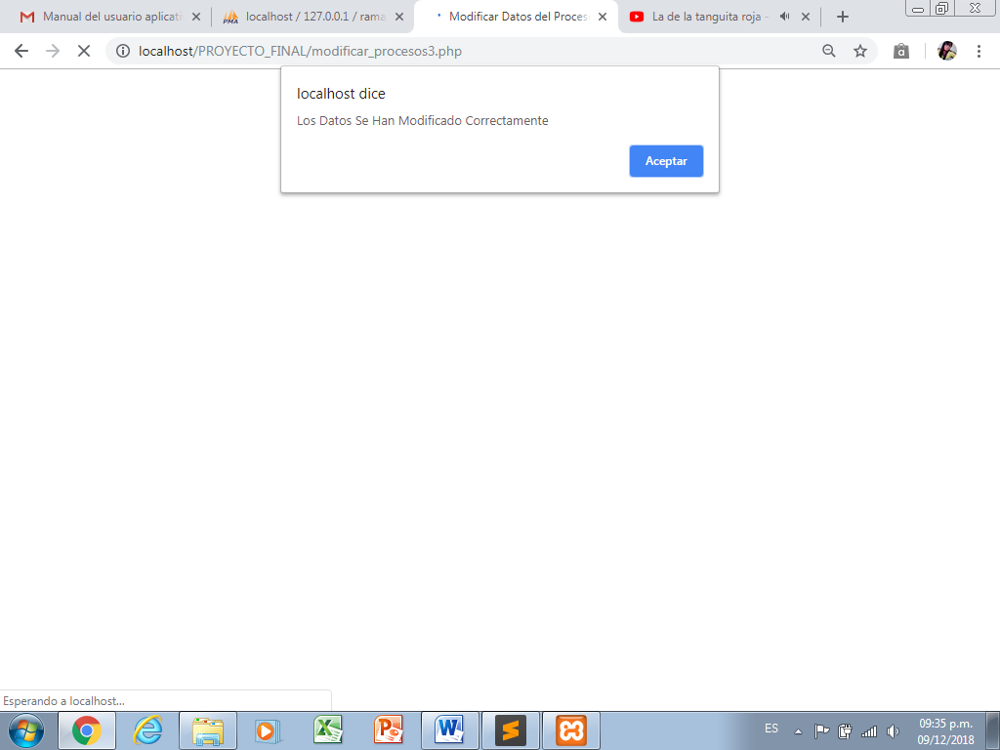 Manual del usuario aplicati
localhost / 127.0.0.1 / rama
Modificar Datos del Proces
La de la tanguita roja -
localhost/PROYECTO_FINAL/modificar_procesos3.php
localhost dice
Los Datos Se Han Modificado Correctamente
Aceptar
Esperando a localhost...
ES
09:35 p.m.
09/12/2018